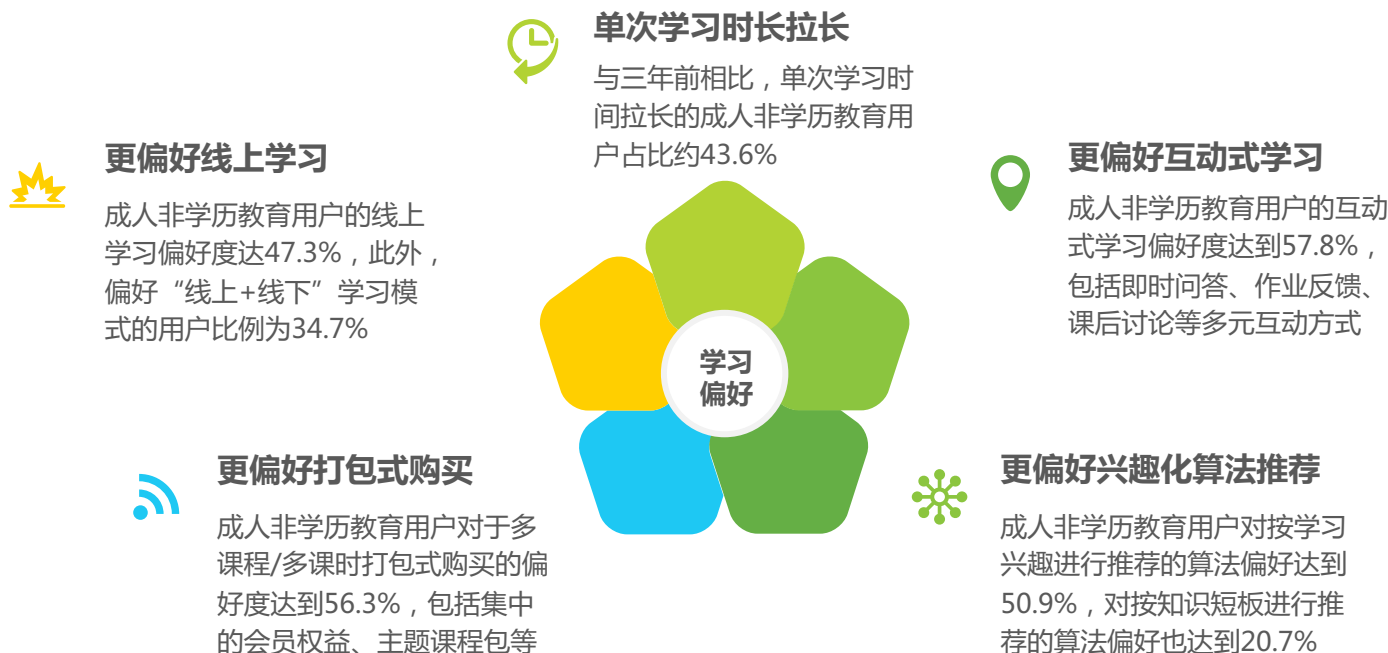 单次学习时长拉长
与三年前相比，单次学习时
间拉长的成人非学历教育用
户占比约43.6%
更偏好线上学习
成人非学历教育用户的线上
学习偏好度达47.3%，此外，
偏好“线上+线下”学习模
式的用户比例为34.7%
更偏好互动式学习
成人非学历教育用户的互动
式学习偏好度达到57.8%，
包括即时问答、作业反馈、
课后讨论等多元互动方式
学习
偏好
更偏好打包式购买
成人非学历教育用户对于多
课程/多课时打包式购买的偏
好度达到56.3%，包括集中
的会员权益、主题课程包等
更偏好兴趣化算法推荐
成人非学历教育用户对按学习
兴趣进行推荐的算法偏好达到
50.9%，对按知识短板进行推
荐的算法偏好也达到20.7%